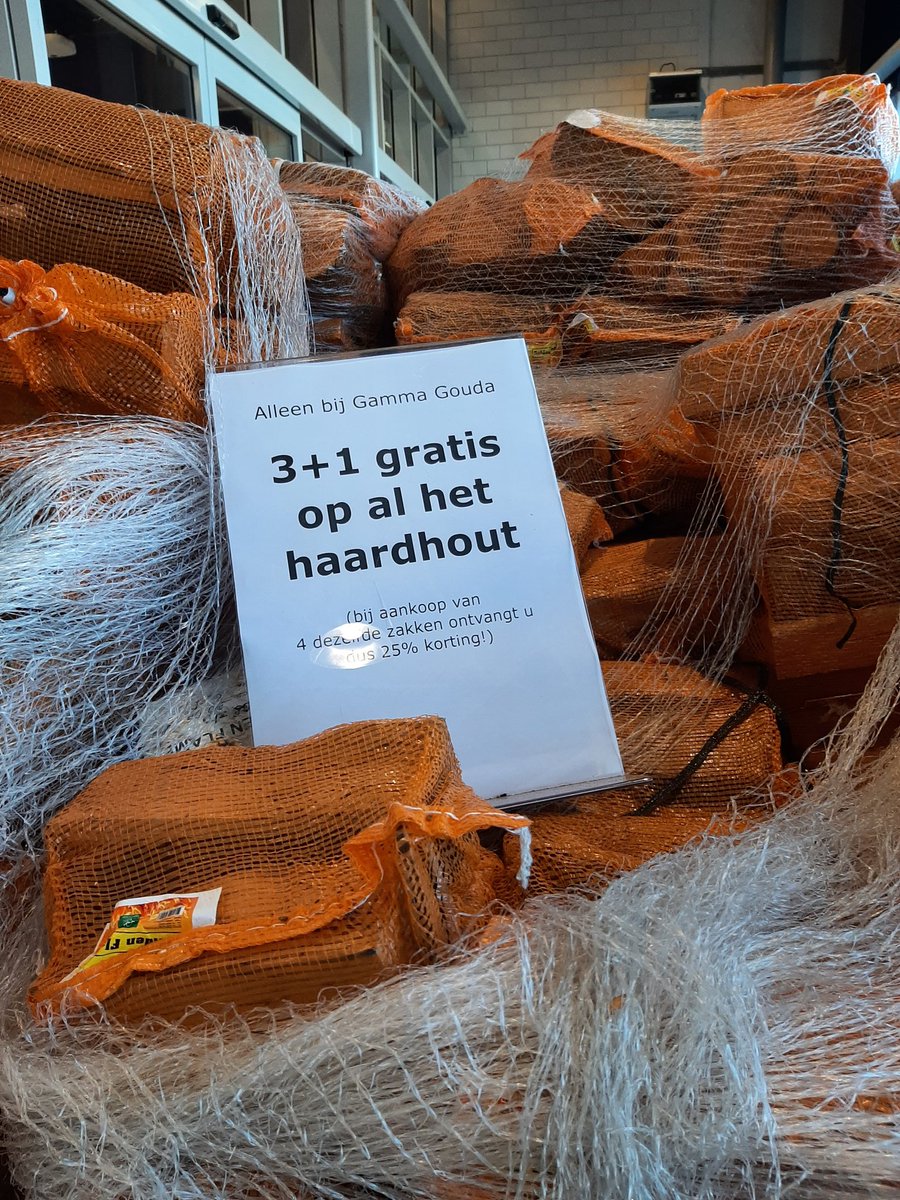 Alleen bij Gamma Gouda
3+1 gratis
op al het
haardhout
(bij aankoop van
4 dezelfde zakken ontvangt u
dus 25% korting!)